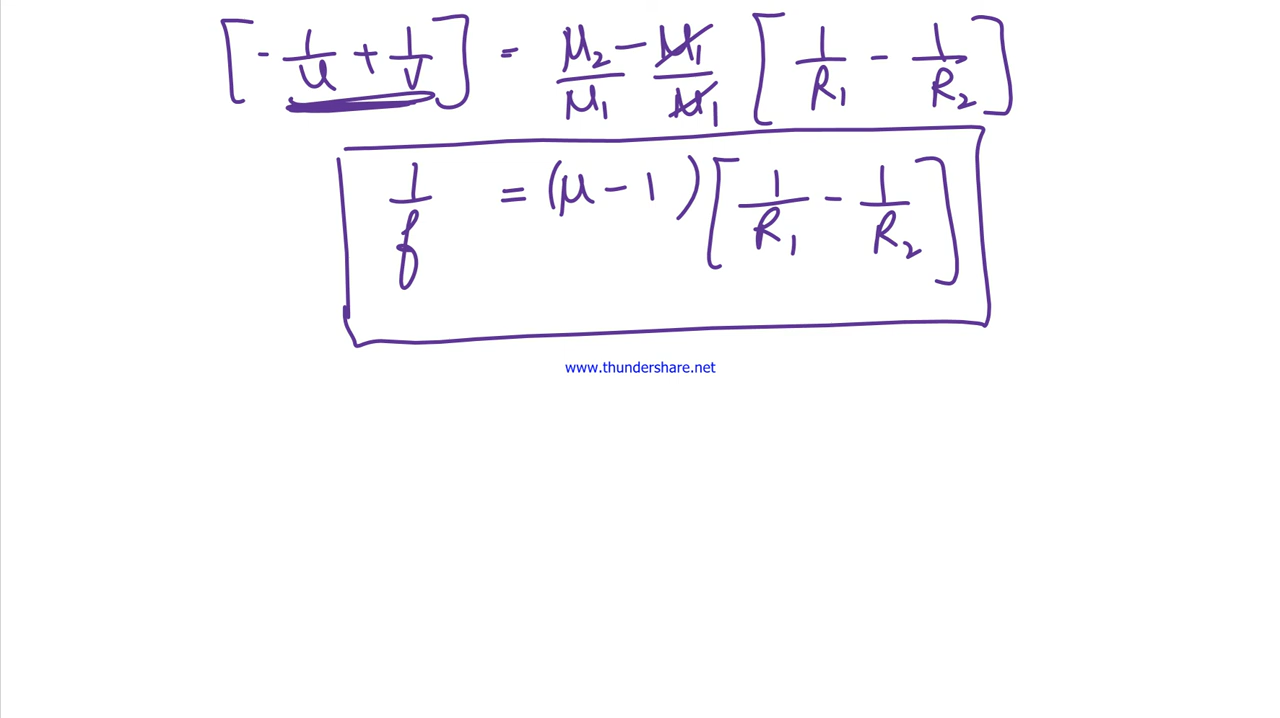 [- 1/u + 1/v] = μ₂/μ₁ - μ₁/μ₁ [1/R₁ - 1/R₂]
1/f = (μ - 1) [1/R₁ - 1/R₂]
www.thundershare.net